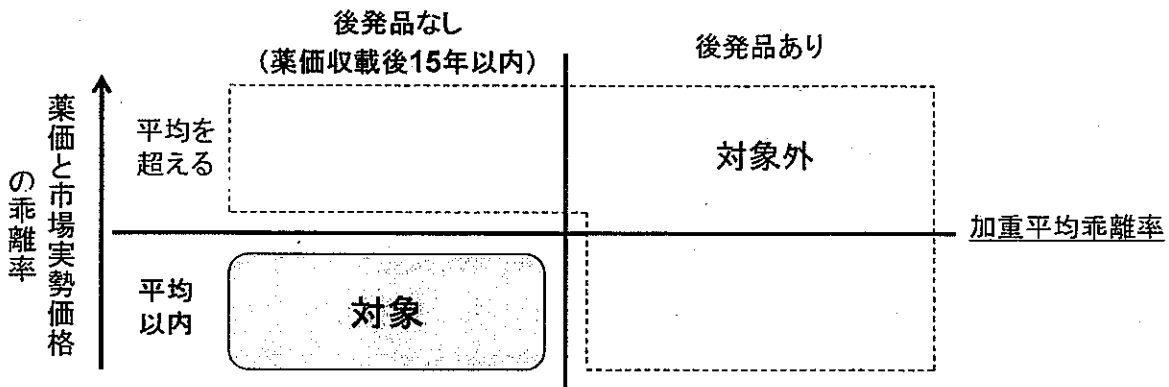 後発品なし
(薬価収載後15年以内)
後発品あり
薬価と市場実勢価格
の乖離率
平均を
超える
対象外
加重平均乖離率
平均
以内
対象